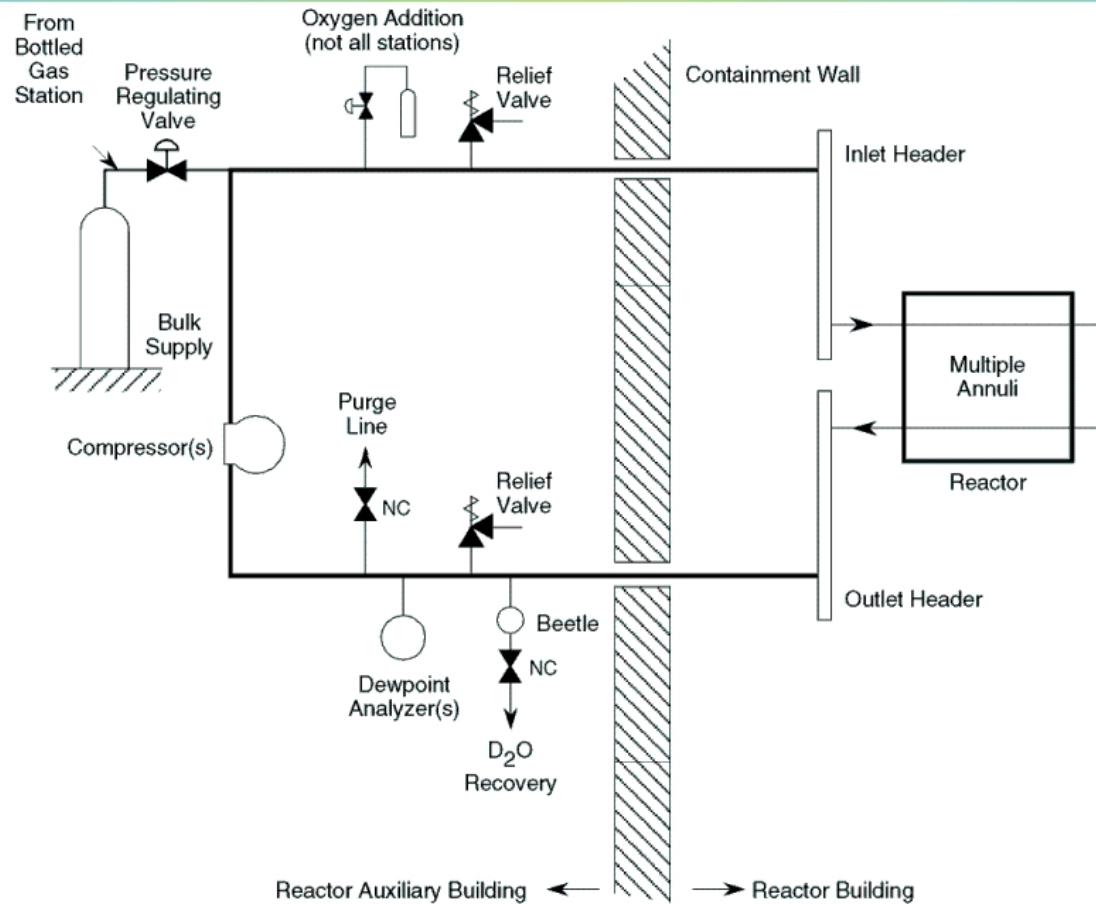 From
Bottled
Gas
Station
Pressure
Regulating
Valve
Oxygen Addition
(not all stations)
Relief
Valve
Containment Wall
Inlet Header
Bulk
Supply
Multiple
Annuli
Reactor
Compressor(s)
Purge
Line
NC
Relief
Valve
Outlet Header
Beetle
NC
Dewpoint
Analyzer(s)
D₂O
Recovery
Reactor Auxiliary Building
Reactor Building